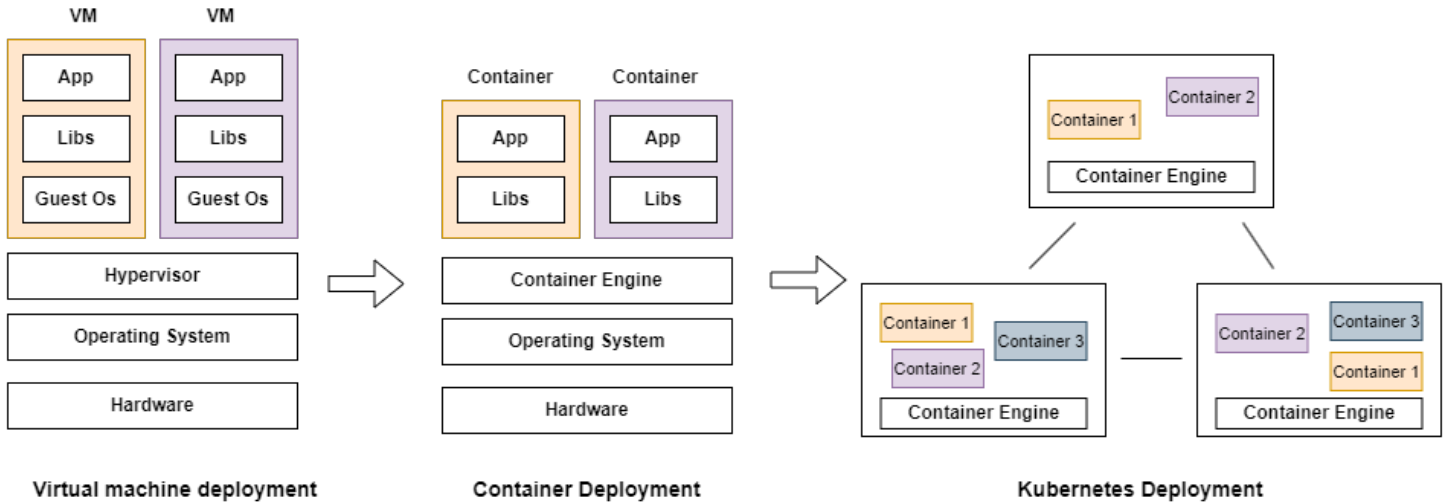 VM
VM
App
App
Libs
Libs
Guest Os
Guest Os
Hypervisor
Operating System
Hardware
Virtual machine deployment
Container
Container
App
App
Libs
Libs
Container Engine
Operating System
Hardware
Container Deployment
Container 2
Container 1
Container Engine
Container 1
Container 3
Container 2
Container Engine
Container 3
Container 2
Container 1
Container Engine
Kubernetes Deployment